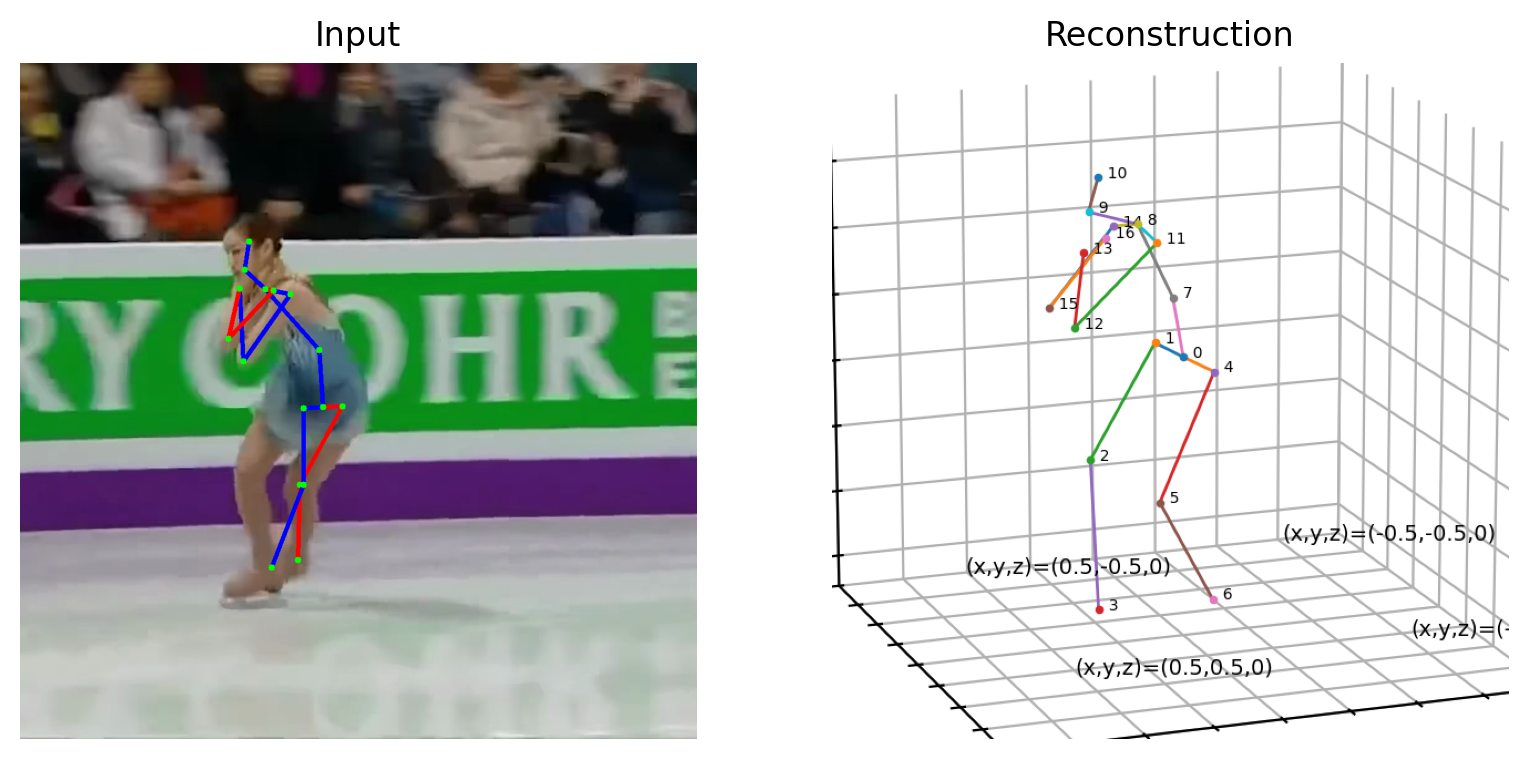 Input
Reconstruction
RY COHR
E
E
10
9
14
8
16
11
13
7
15
12
1
0
4
2
5
(x,y,z)=(-0.5,-0.5,0)
(x,y,z)=(0.5,-0.5,0)
3
6
(x,y,z)=(-
(x,y,z)=(0.5,0.5,0)